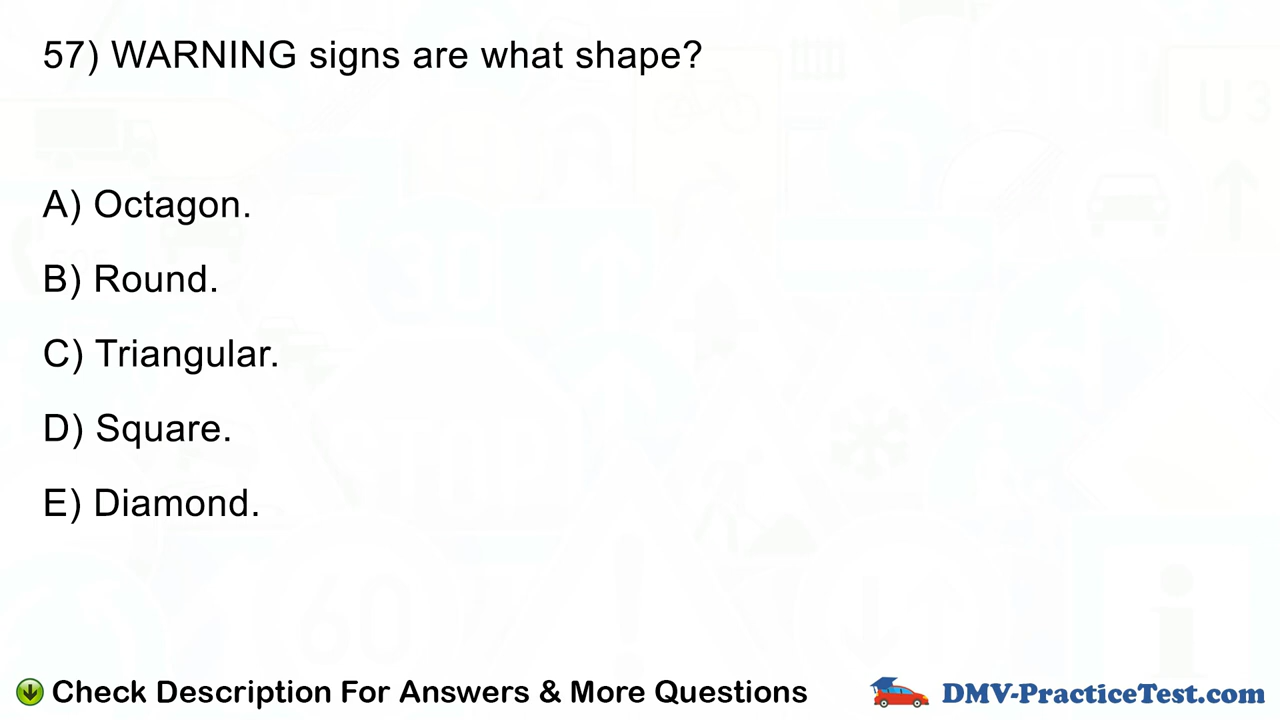 57) WARNING signs are what shape?
A) Octagon.
B) Round.
C) Triangular.
D) Square.
E) Diamond.
Check Description For Answers & More Questions
DMV-PracticeTest.com